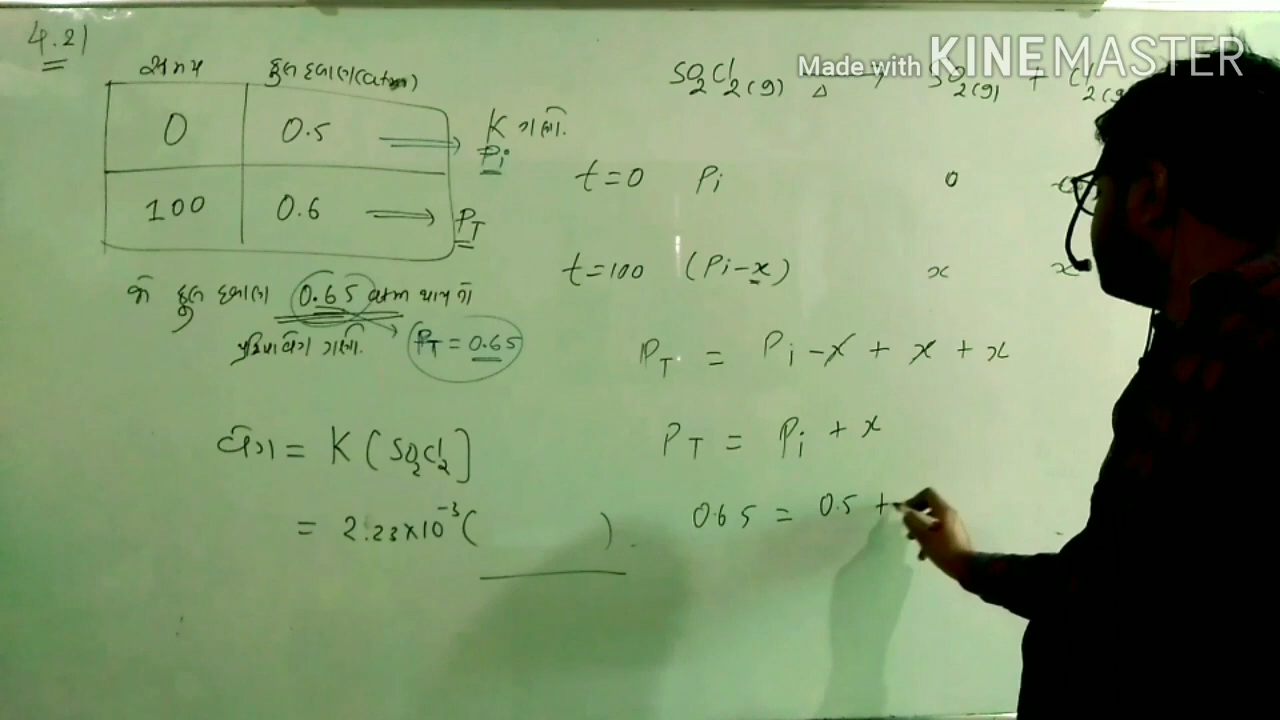 4.21
સમય કુલ દબાણ (atm)
0 0.5 → K ગણો.
Pi
100 0.6 → PT
જો કુલ દબાણ 0.65 atm થાય તો
PT = 0.65
વેગ = K [SO2Cl2]
= 2.23×10⁻³ ( ).
Made with KINEMASTER
SO2Cl2(g) →Δ SO2(g) + Cl2(g)
t=0 Pi 0
t=100 (Pi-x) x x
PT = Pi - x + x + x
PT = Pi + x
0.65 = 0.5 +